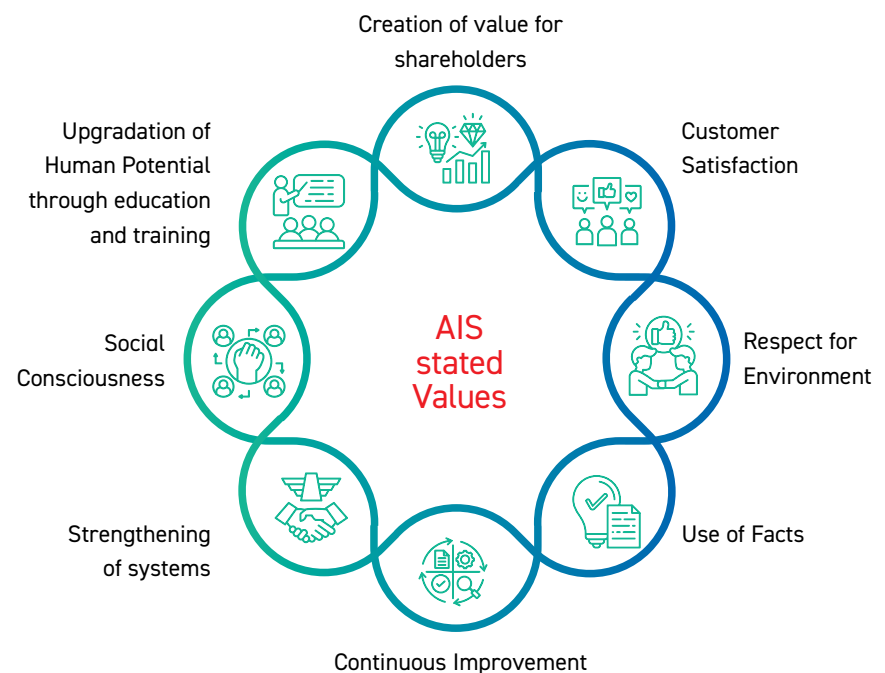 Creation of value for
shareholders
Customer
Satisfaction
Respect for
Environment
Use of Facts
Continuous Improvement
Strengthening
of systems
Social
Consciousness
Upgradation of
Human Potential
through education
and training
AIS
stated
Values